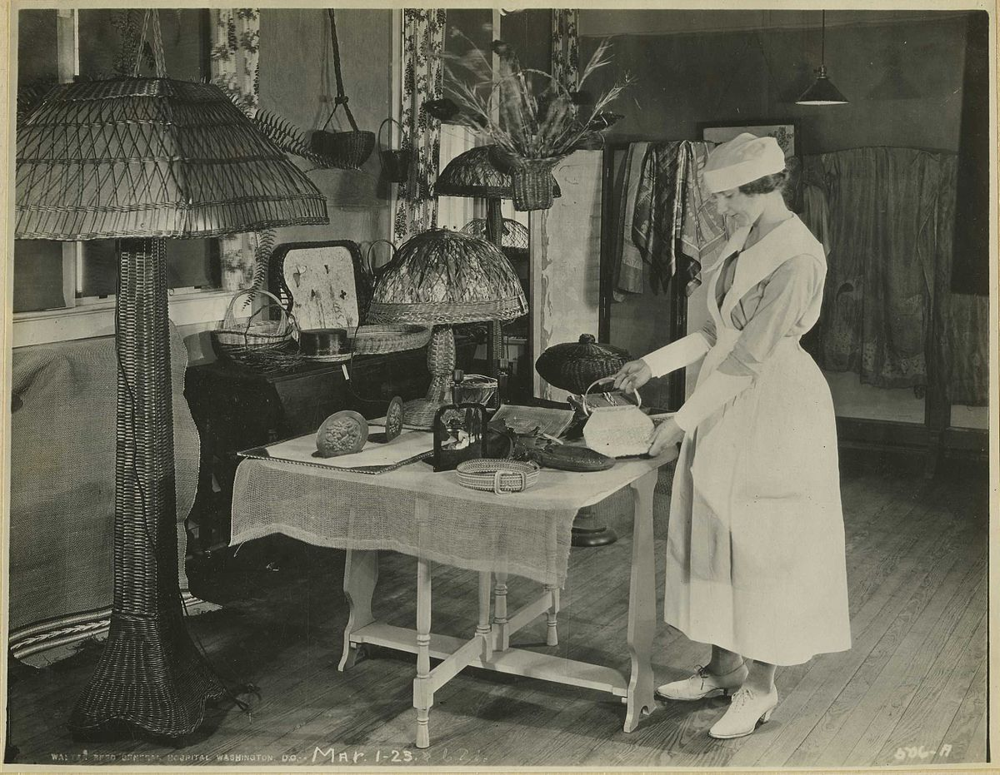 WALTER REED GENERAL HOSPITAL WASHINGTON, D.C. - MAR. 1-23.
506-A